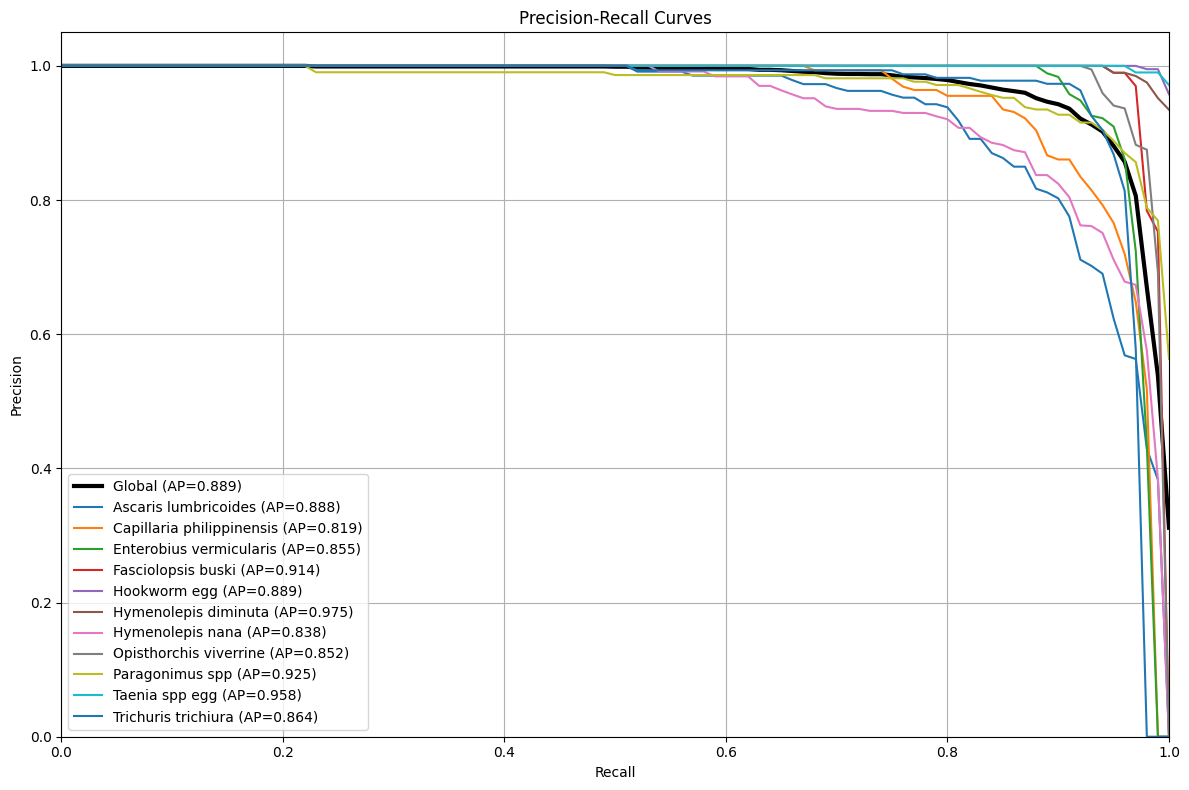 Precision-Recall Curves
Precision
1.0
0.8
0.6
0.4
0.2
0.0
Global (AP=0.889)
Ascaris lumbricoides (AP=0.888)
Capillaria philippinensis (AP=0.819)
Enterobius vermicularis (AP=0.855)
Fasciolopsis buski (AP=0.914)
Hookworm egg (AP=0.889)
Hymenolepis diminuta (AP=0.975)
Hymenolepis nana (AP=0.838)
Opisthorchis viverrine (AP=0.852)
Paragonimus spp (AP=0.925)
Taenia spp egg (AP=0.958)
Trichuris trichiura (AP=0.864)
0.0 0.2 0.4 0.6 0.8 1.0
Recall